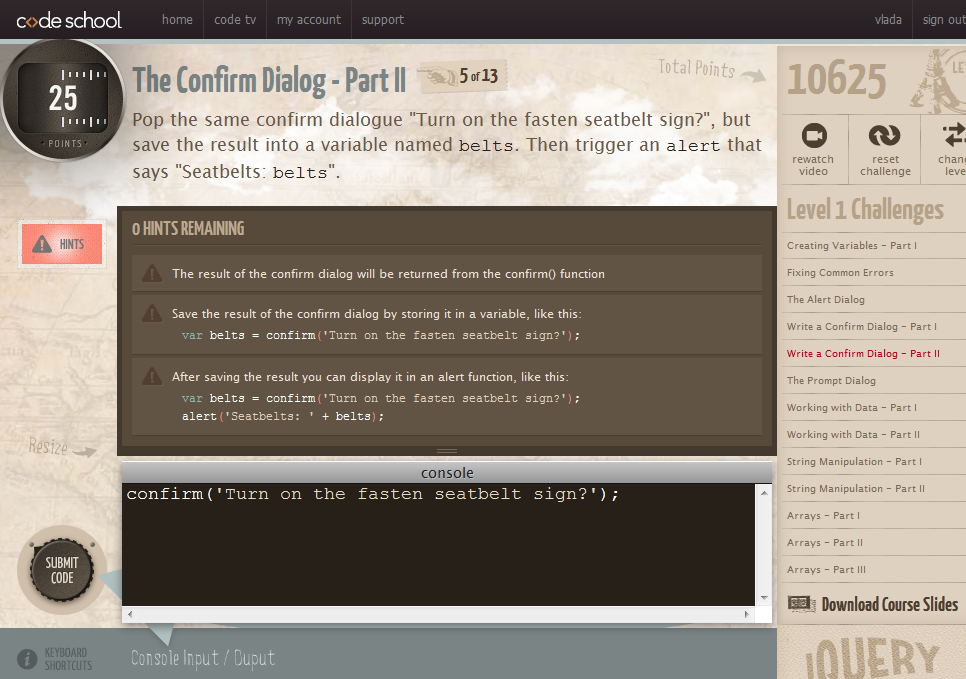 code school
home
code tv
my account
support
vlada
sign out
25
POINTS
The Confirm Dialog - Part II
5 of 13
Total Points
10625
Pop the same confirm dialogue "Turn on the fasten seatbelt sign?", but
save the result into a variable named belts. Then trigger an alert that
says "Seatbelts: belts".
rewatch
video
reset
challenge
HINTS
0 HINTS REMAINING
The result of the confirm dialog will be returned from the confirm() function
Save the result of the confirm dialog by storing it in a variable, like this:
var belts = confirm('Turn on the fasten seatbelt sign?');
After saving the result you can display it in an alert function, like this:
var belts = confirm('Turn on the fasten seatbelt sign?');
alert('Seatbelts: ' + belts);
Resize
console
confirm('Turn on the fasten seatbelt sign?');
SUBMIT
CODE
KEYBOARD
SHORTCUTS
Console Input / Ouput
Level 1 Challenges
Creating Variables - Part I
Fixing Common Errors
The Alert Dialog
Write a Confirm Dialog - Part I
Write a Confirm Dialog - Part II
The Prompt Dialog
Working with Data - Part I
Working with Data - Part II
String Manipulation - Part I
String Manipulation - Part II
Arrays - Part I
Arrays - Part II
Arrays - Part III
Download Course Slides
jQUERY